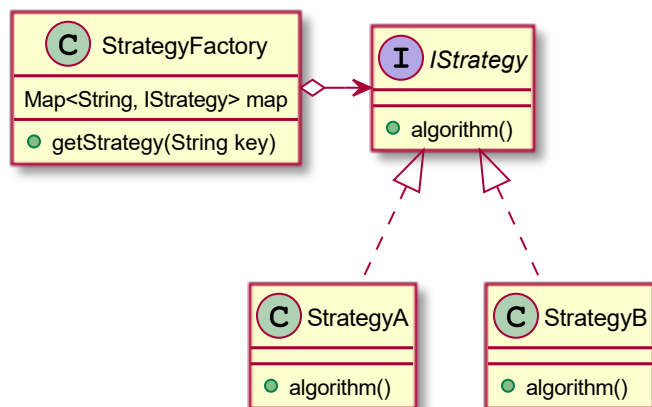 C StrategyFactory
Map<String, IStrategy> map
getStrategy(String key)
I IStrategy
algorithm()
C StrategyA
algorithm()
C StrategyB
algorithm()